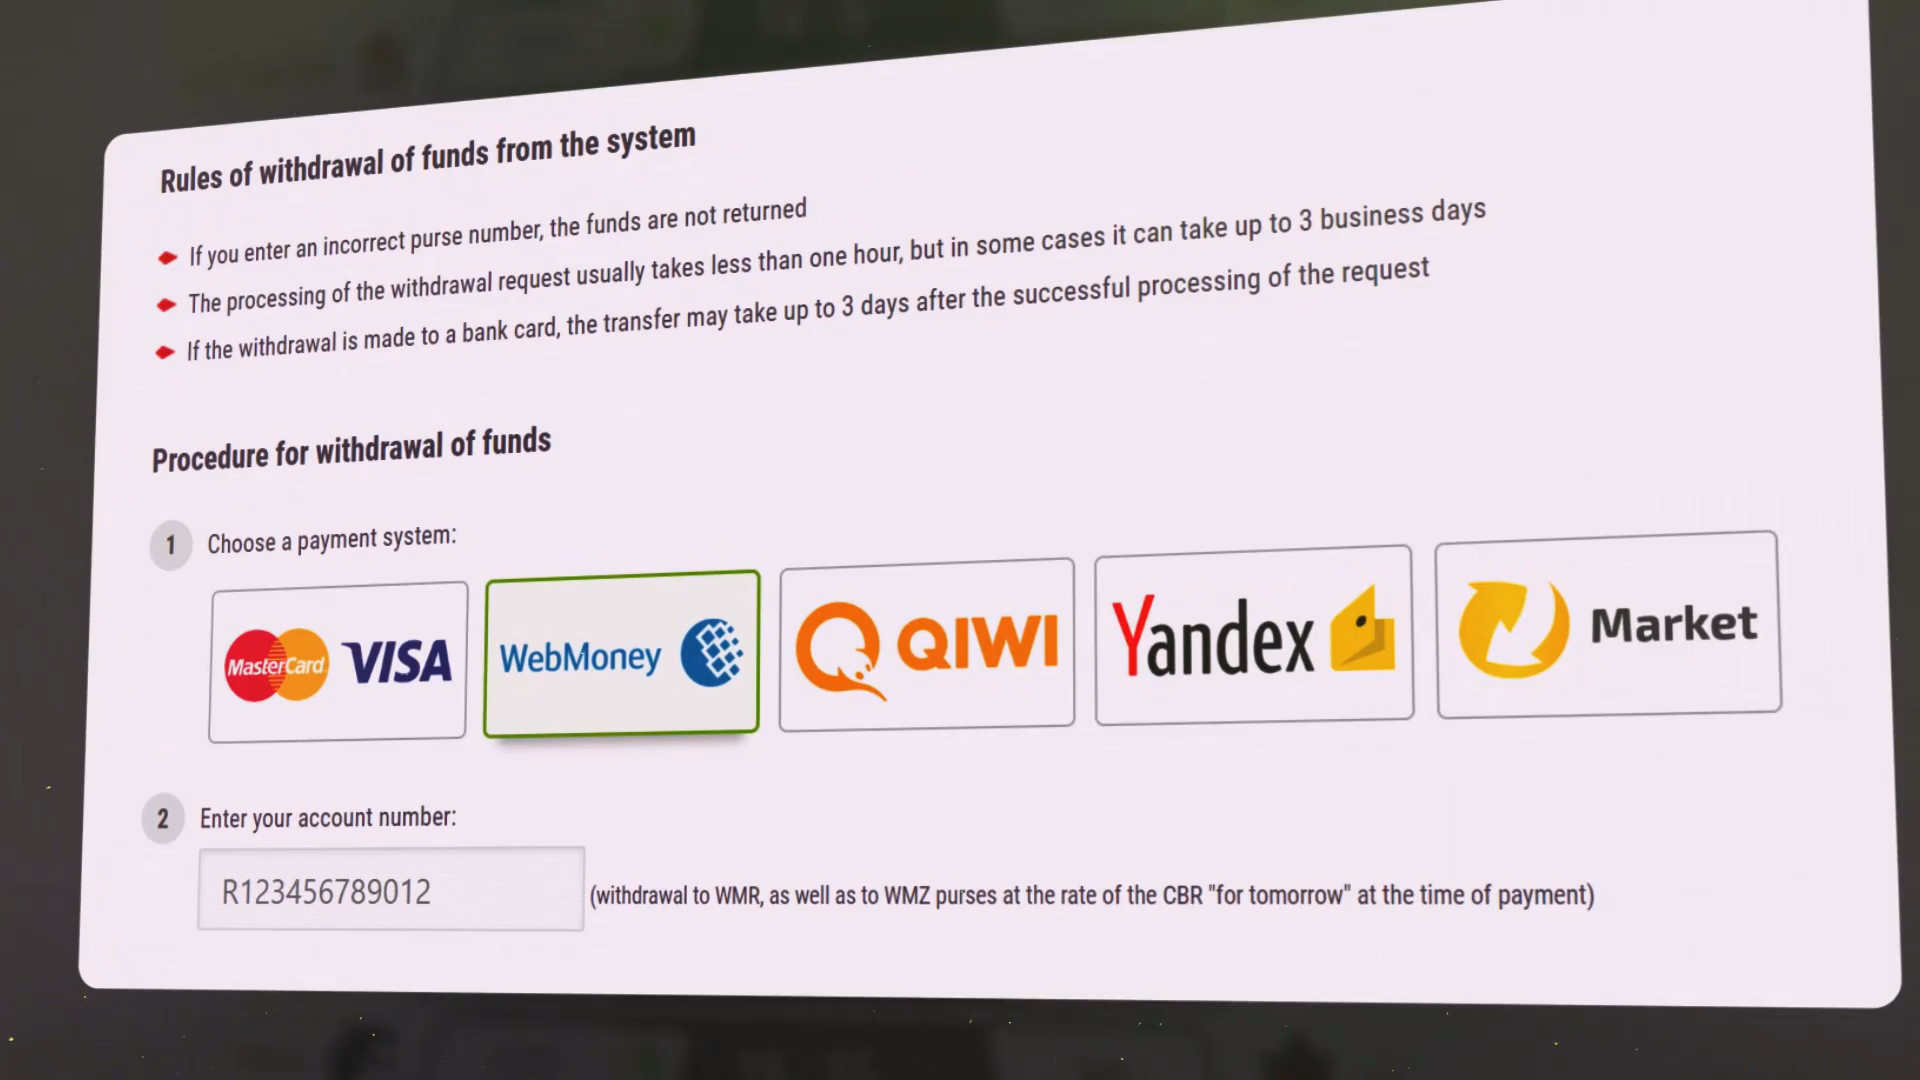 Rules of withdrawal of funds from the system
If you enter an incorrect purse number, the funds are not returned
The processing of the withdrawal request usually takes less than one hour, but in some cases it can take up to 3 business days
If the withdrawal is made to a bank card, the transfer may take up to 3 days after the successful processing of the request
Procedure for withdrawal of funds
1 Choose a payment system:
MasterCard VISA WebMoney QIWI Yandex Market
2 Enter your account number:
R123456789012 (withdrawal to WMR, as well as to WMZ purses at the rate of the CBR "for tomorrow" at the time of payment)